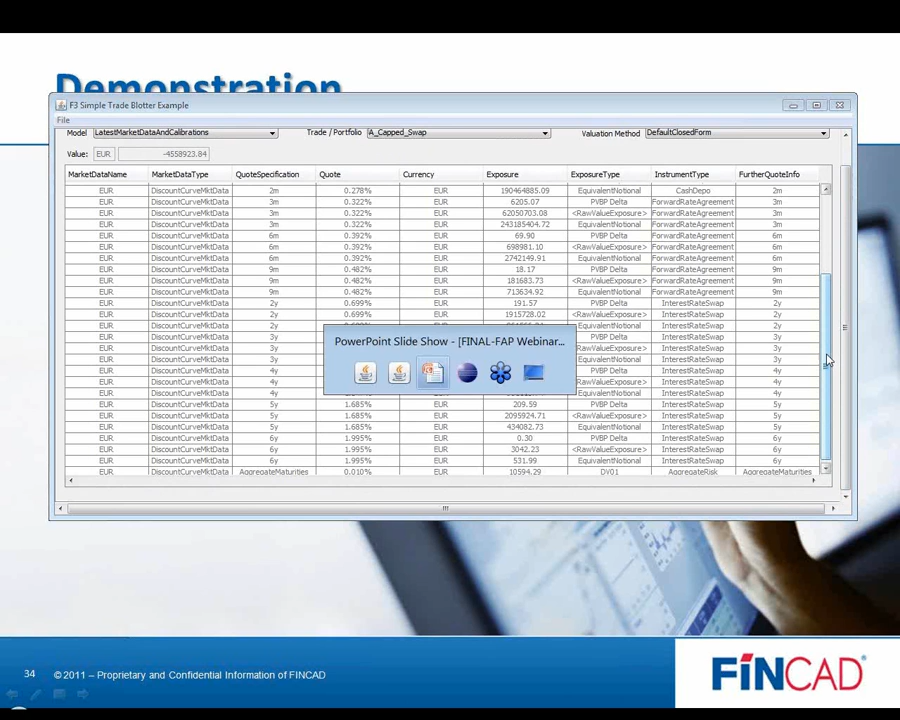 Demonstration
F3 Simple Trade Blotter Example
File
Model LatestMarketDataAndCalibrations Trade / Portfolio A_Capped_Swap Valuation Method DefaultClosedForm
Value: EUR -4558923.84
MarketDataName MarketDataType QuoteSpecification Quote Currency Exposure ExposureType InstrumentType FurtherQuoteInfo
EUR DiscountCurveMktData 2m 0.278% EUR 190464885.09 EquivalentNotional CashDepo 2m
EUR DiscountCurveMktData 3m 0.322% EUR 6205.07 PVBP Delta ForwardRateAgreement 3m
EUR DiscountCurveMktData 3m 0.322% EUR 62050703.08 <RawValueExposure> ForwardRateAgreement 3m
EUR DiscountCurveMktData 3m 0.322% EUR 243185404.72 EquivalentNotional ForwardRateAgreement 3m
EUR DiscountCurveMktData 6m 0.392% EUR 69.90 PVBP Delta ForwardRateAgreement 6m
EUR DiscountCurveMktData 6m 0.392% EUR 698981.10 <RawValueExposure> ForwardRateAgreement 6m
EUR DiscountCurveMktData 6m 0.392% EUR 2742149.91 EquivalentNotional ForwardRateAgreement 6m
EUR DiscountCurveMktData 9m 0.482% EUR 18.17 PVBP Delta ForwardRateAgreement 9m
EUR DiscountCurveMktData 9m 0.482% EUR 181683.73 <RawValueExposure> ForwardRateAgreement 9m
EUR DiscountCurveMktData 9m 0.482% EUR 713634.92 EquivalentNotional ForwardRateAgreement 9m
EUR DiscountCurveMktData 2y 0.699% EUR 191.57 PVBP Delta InterestRateSwap 2y
EUR DiscountCurveMktData 2y 0.699% EUR 1915728.02 <RawValueExposure> InterestRateSwap 2y
EUR DiscountCurveMktData 2y EquivalentNotional InterestRateSwap 2y
EUR DiscountCurveMktData 3y PVBP Delta InterestRateSwap 3y
EUR DiscountCurveMktData 3y RawValueExposure> InterestRateSwap 3y
EUR DiscountCurveMktData 3y EquivalentNotional InterestRateSwap 3y
EUR DiscountCurveMktData 4y PVBP Delta InterestRateSwap 4y
EUR DiscountCurveMktData 4y RawValueExposure> InterestRateSwap 4y
EUR DiscountCurveMktData 4y EquivalentNotional InterestRateSwap 4y
EUR DiscountCurveMktData 5y 1.685% EUR 209.59 PVBP Delta InterestRateSwap 5y
EUR DiscountCurveMktData 5y 1.685% EUR 2095924.71 <RawValueExposure> InterestRateSwap 5y
EUR DiscountCurveMktData 5y 1.685% EUR 434082.73 EquivalentNotional InterestRateSwap 5y
EUR DiscountCurveMktData 6y 1.995% EUR 0.30 PVBP Delta InterestRateSwap 6y
EUR DiscountCurveMktData 6y 1.995% EUR 3042.23 <RawValueExposure> InterestRateSwap 6y
EUR DiscountCurveMktData 6y 1.995% EUR 531.99 EquivalentNotional InterestRateSwap 6y
EUR DiscountCurveMktData AggregateMaturities 0.010% EUR 10594.29 DV01 AggregateRisk AggregateMaturities
PowerPoint Slide Show - [FINAL-FAP Webinar...
34 ©2011 – Proprietary and Confidential Information of FINCAD
FINCAD®